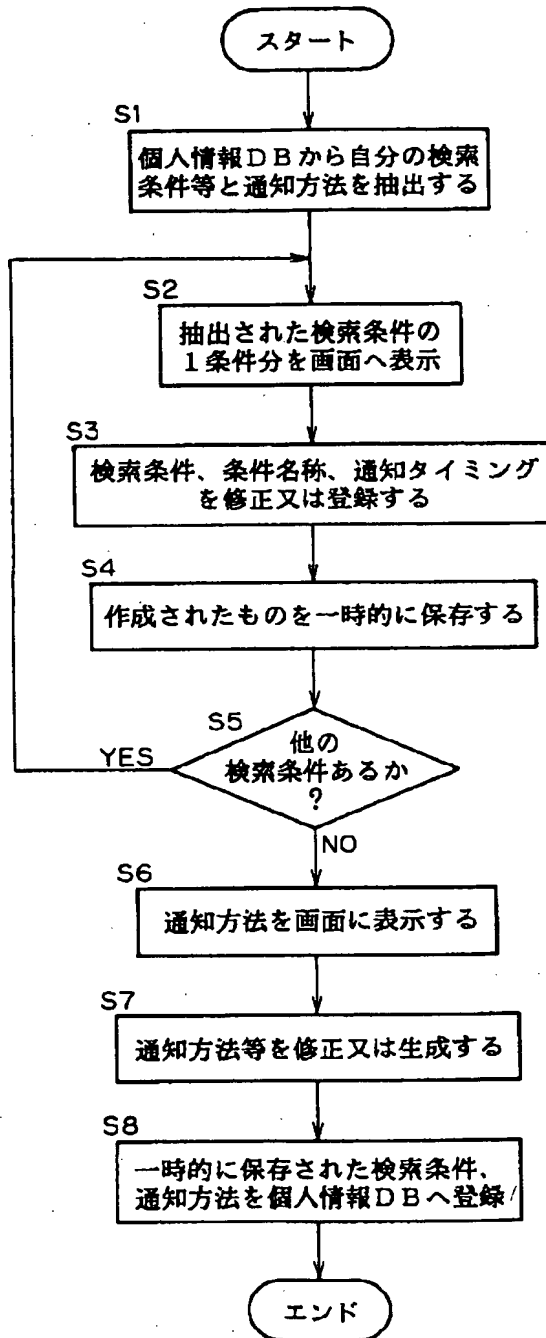 スタート
S1
個人情報DBから自分の検索
条件等と通知方法を抽出する
S2
抽出された検索条件の
1条件分を画面へ表示
S3
検索条件、条件名称、通知タイミング
を修正又は登録する
S4
作成されたものを一時的に保存する
S5
他の
検索条件あるか
?
YES
NO
S6
通知方法を画面に表示する
S7
通知方法等を修正又は生成する
S8
一時的に保存された検索条件、
通知方法を個人情報DBへ登録
エンド